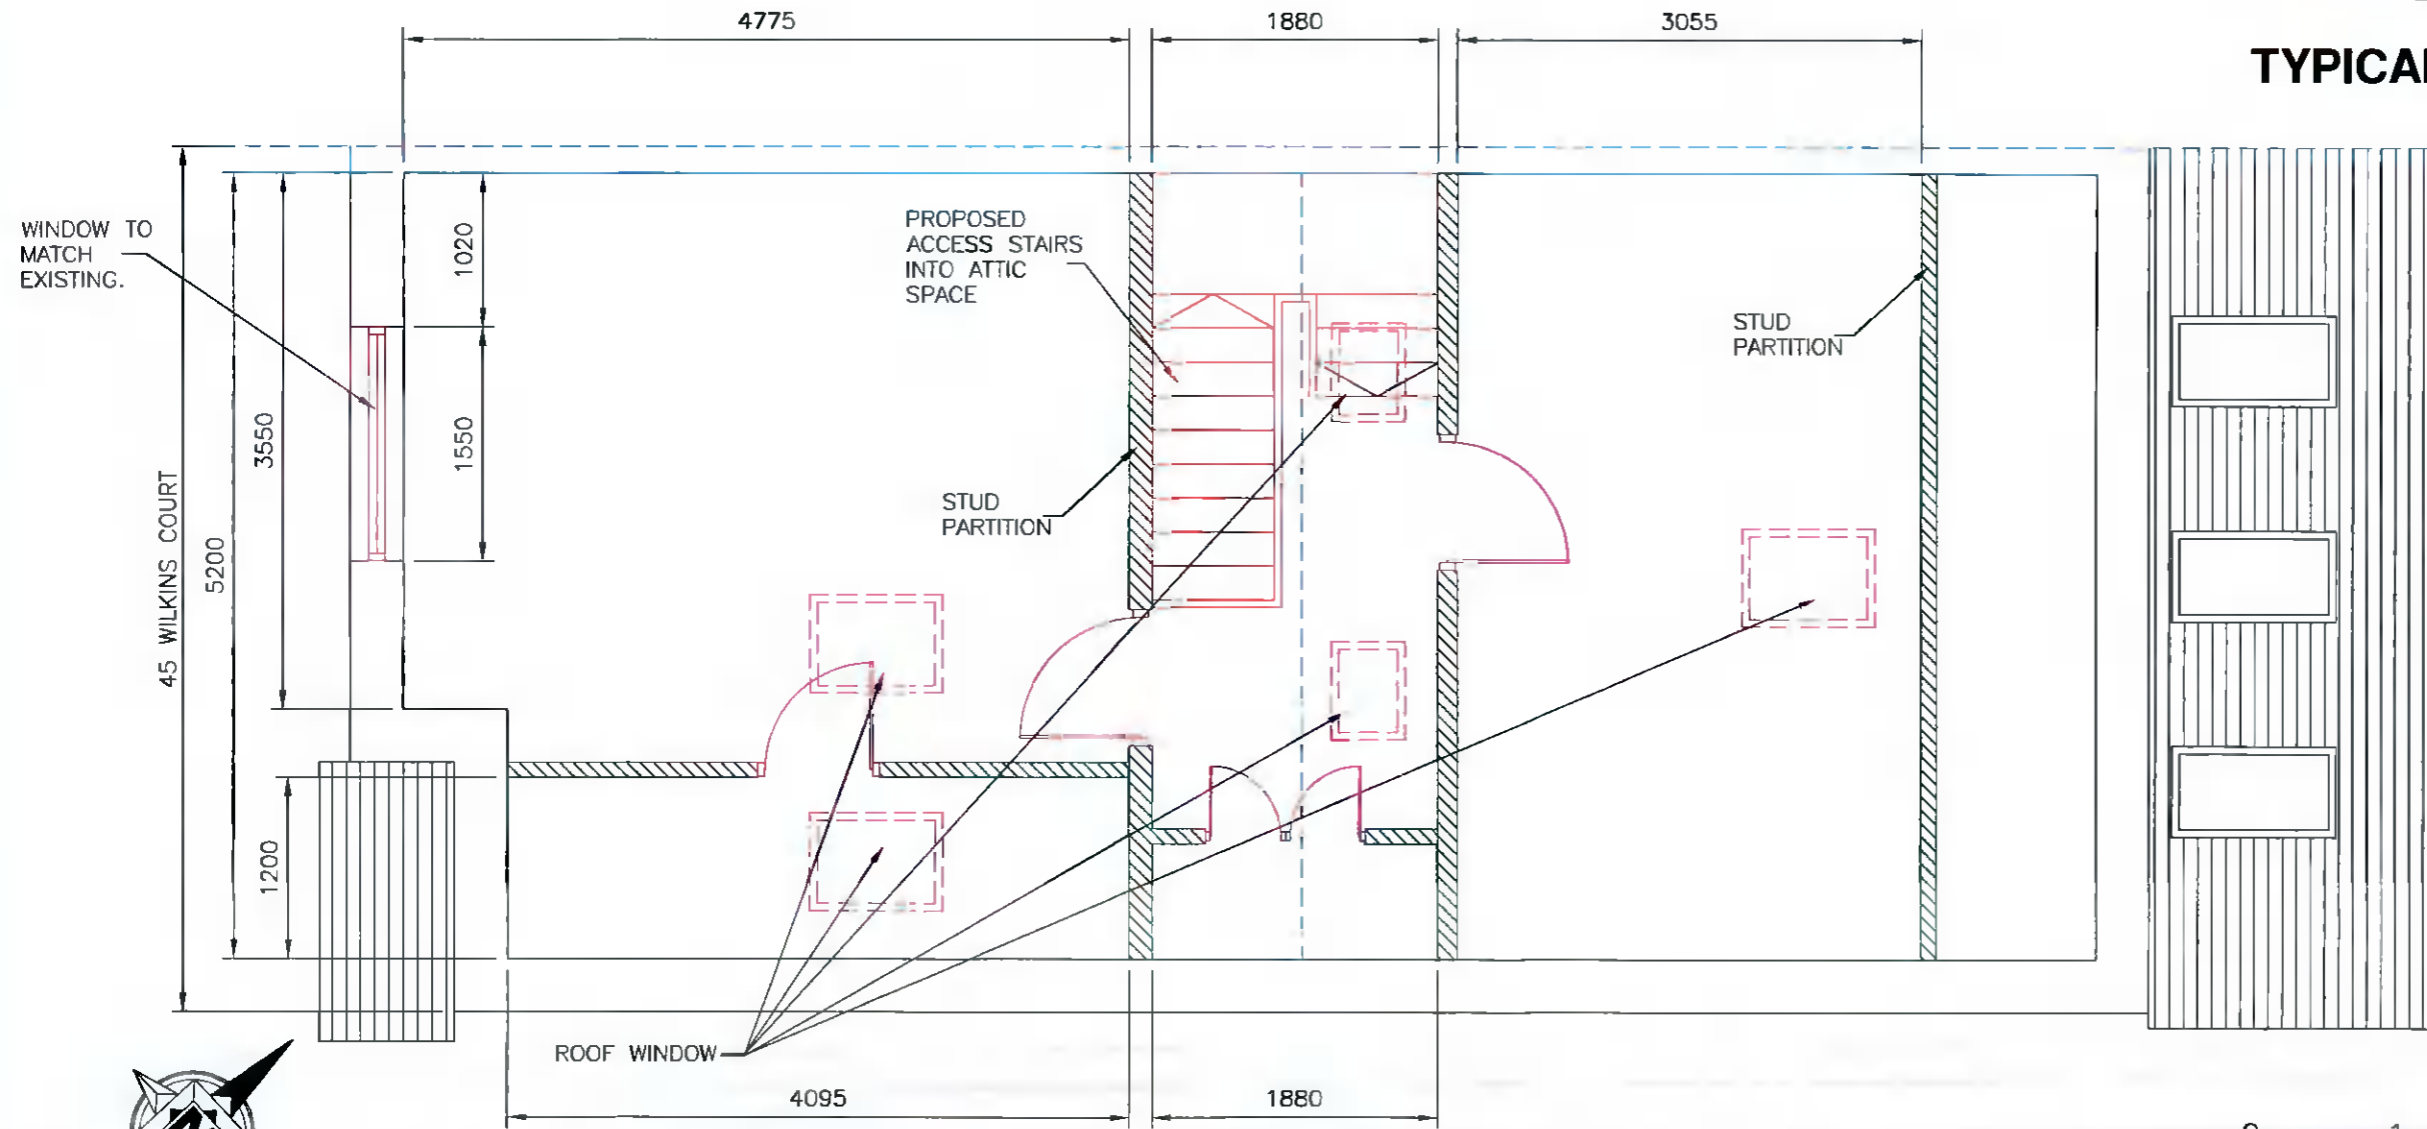 4775
1880
3055
TYPICAL
WINDOW TO
MATCH
EXISTING.
1020
PROPOSED
ACCESS STAIRS
INTO ATTIC
SPACE
STUD
PARTITION
3550
1550
45 WILKINS COURT
5200
STUD
PARTITION
1200
ROOF WINDOW
4095
1880